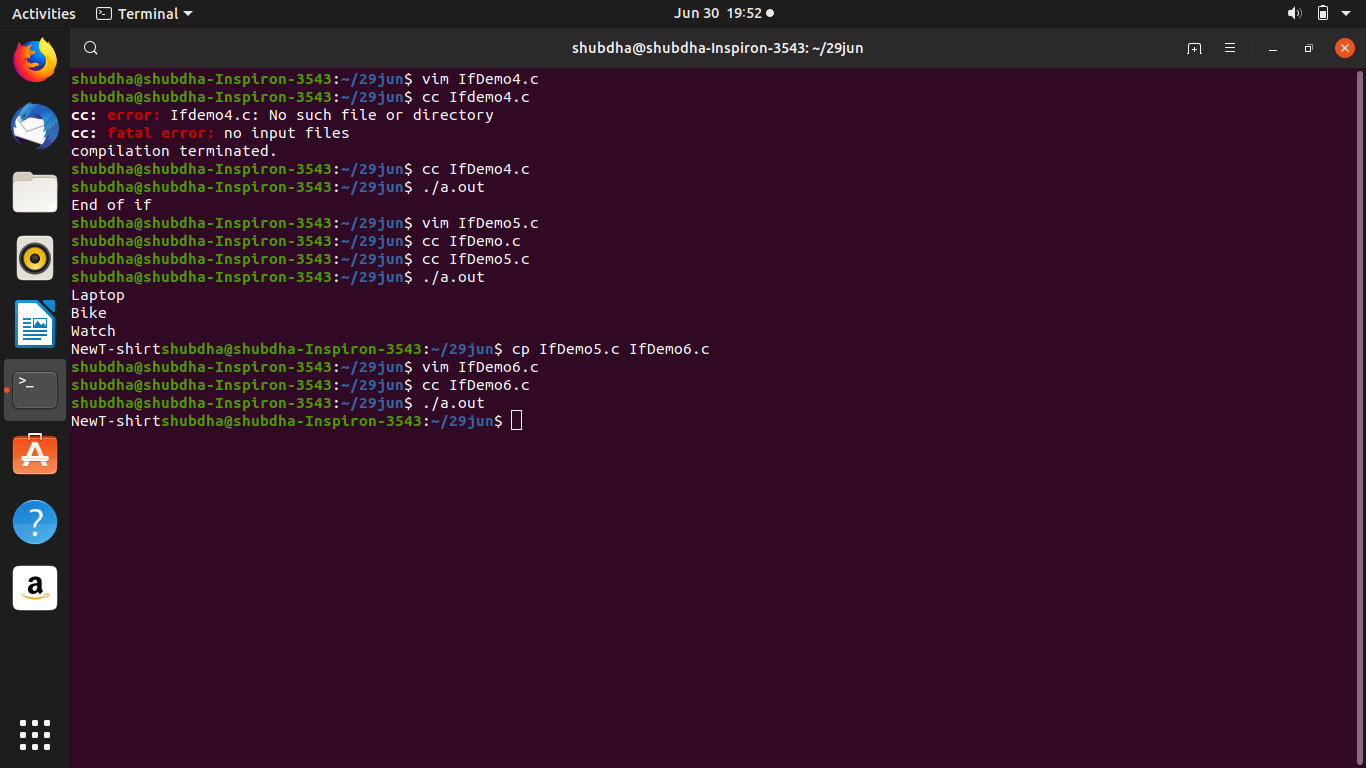 Activities Terminal Jun 30 19:52
shubdha@shubdha-Inspiron-3543: ~/29jun
shubdha@shubdha-Inspiron-3543:~/29jun$ vim IfDemo4.c
shubdha@shubdha-Inspiron-3543:~/29jun$ cc Ifdemo4.c
cc: error: Ifdemo4.c: No such file or directory
cc: fatal error: no input files
compilation terminated.
shubdha@shubdha-Inspiron-3543:~/29jun$ cc IfDemo4.c
shubdha@shubdha-Inspiron-3543:~/29jun$ ./a.out
End of if
shubdha@shubdha-Inspiron-3543:~/29jun$ vim IfDemo5.c
shubdha@shubdha-Inspiron-3543:~/29jun$ cc IfDemo.c
shubdha@shubdha-Inspiron-3543:~/29jun$ cc IfDemo5.c
shubdha@shubdha-Inspiron-3543:~/29jun$ ./a.out
Laptop
Bike
Watch
NewT-shirtshubdha@shubdha-Inspiron-3543:~/29jun$ cp IfDemo5.c IfDemo6.c
shubdha@shubdha-Inspiron-3543:~/29jun$ vim IfDemo6.c
shubdha@shubdha-Inspiron-3543:~/29jun$ cc IfDemo6.c
shubdha@shubdha-Inspiron-3543:~/29jun$ ./a.out
NewT-shirtshubdha@shubdha-Inspiron-3543:~/29jun$
>_
A
?
a